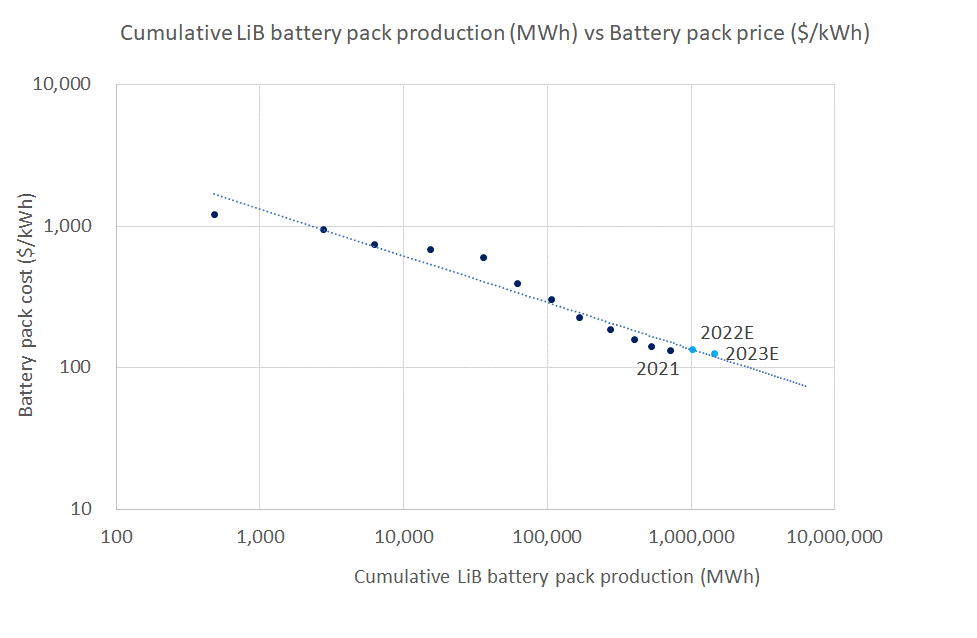 Cumulative LiB battery pack production (MWh) vs Battery pack price ($/kWh)
10,000
1,000
100
10
Battery pack cost ($/kWh)
2022E
2023E
2021
100
1,000
10,000
100,000
1,000,000
10,000,000
Cumulative LiB battery pack production (MWh)